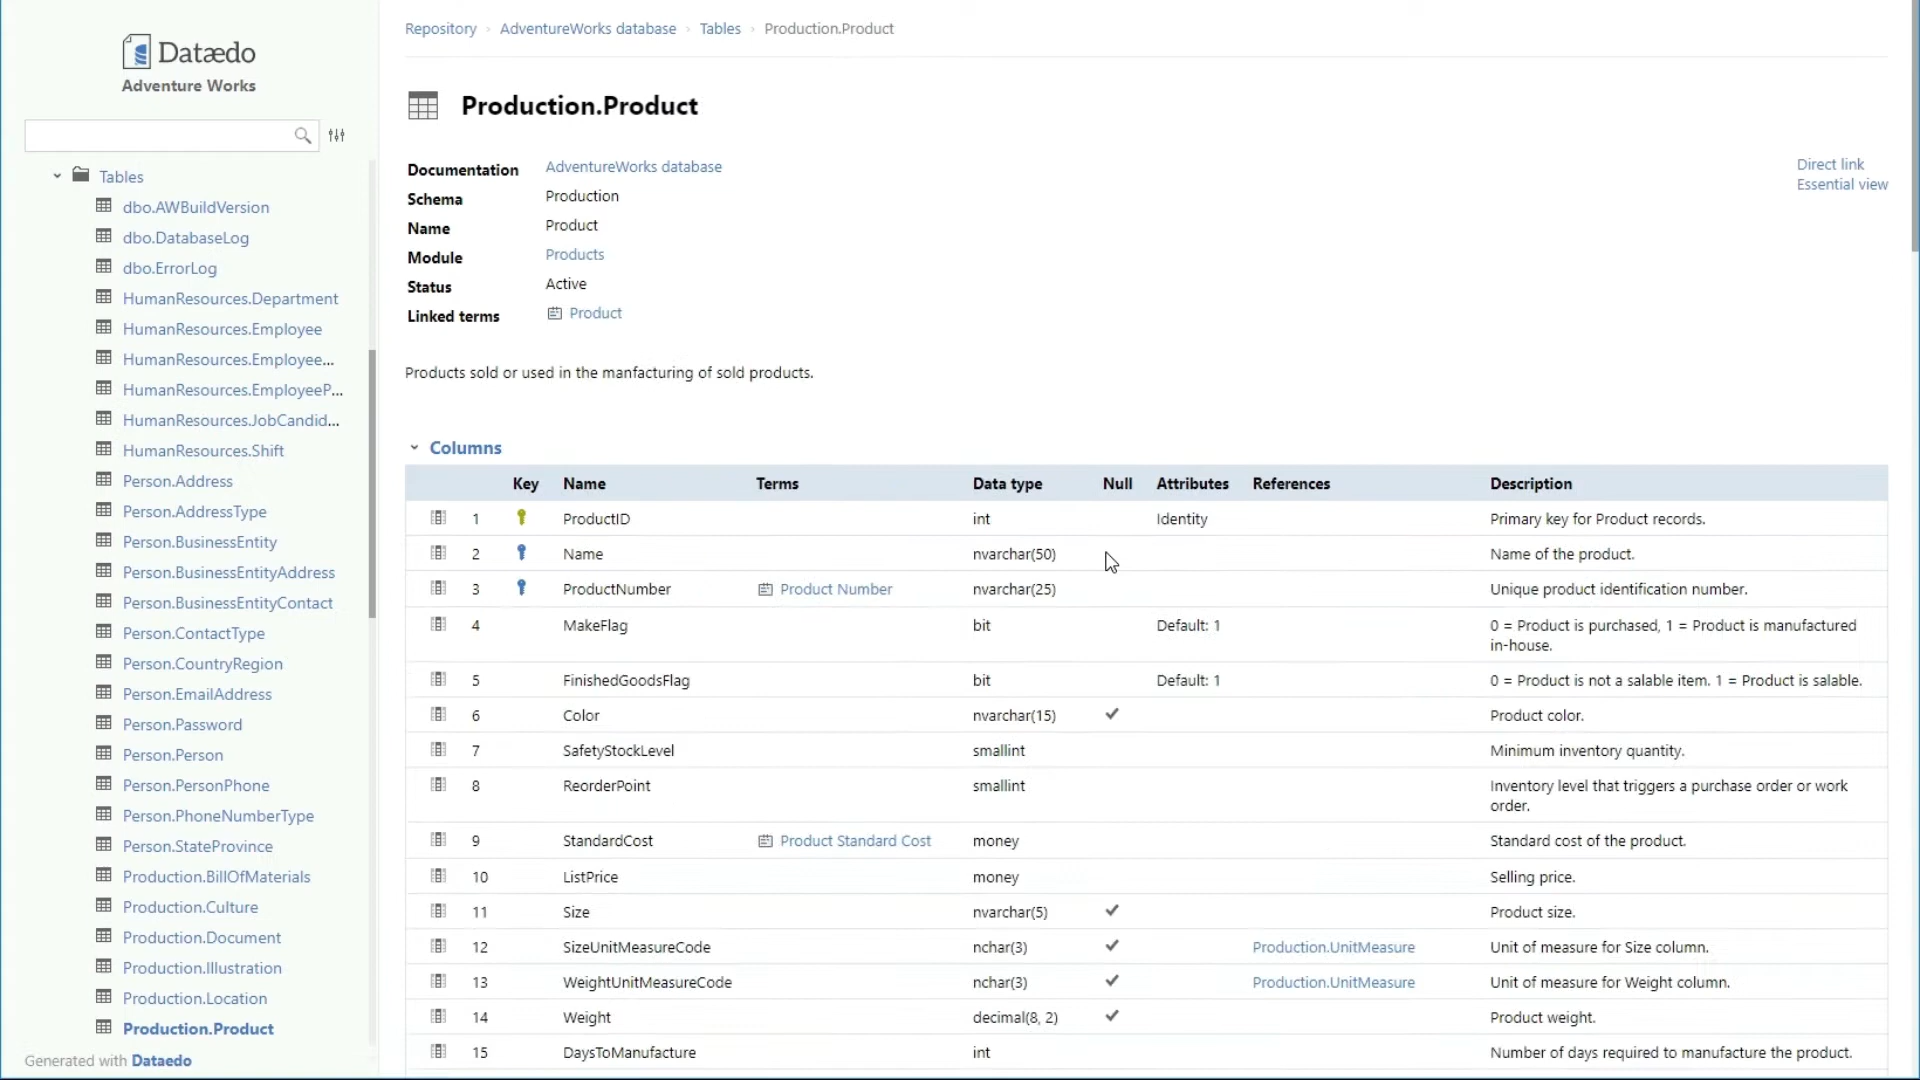 Dataedo
Adventure Works
Tables
dbo.AWBuildVersion
dbo.DatabaseLog
dbo.ErrorLog
HumanResources.Department
HumanResources.Employee
HumanResources.Employee...
HumanResources.EmployeeP...
HumanResources.JobCandid...
HumanResources.Shift
Person.Address
Person.AddressType
Person.BusinessEntity
Person.BusinessEntityAddress
Person.BusinessEntityContact
Person.ContactType
Person.CountryRegion
Person.EmailAddress
Person.Password
Person.Person
Person.PersonPhone
Person.PhoneNumberType
Person.StateProvince
Production.BillOfMaterials
Production.Culture
Production.Document
Production.Illustration
Production.Location
Production.Product
Generated with Dataedo
Repository › AdventureWorks database › Tables › Production.Product
Production.Product
Documentation AdventureWorks database
Schema Production
Name Product
Module Products
Status Active
Linked terms Product
Direct link
Essential view
Products sold or used in the manfacturing of sold products.
Columns
Key Name Terms Data type Null Attributes References Description
1 ProductID int Identity Primary key for Product records.
2 Name nvarchar(50) Name of the product.
3 ProductNumber Product Number nvarchar(25) Unique product identification number.
4 MakeFlag bit Default: 1 0 = Product is purchased, 1 = Product is manufactured
in-house.
5 FinishedGoodsFlag bit Default: 1 0 = Product is not a salable item. 1 = Product is salable.
6 Color nvarchar(15) ✓ Product color.
7 SafetyStockLevel smallint Minimum inventory quantity.
8 ReorderPoint smallint Inventory level that triggers a purchase order or work
order.
9 StandardCost Product Standard Cost money Standard cost of the product.
10 ListPrice money Selling price.
11 Size nvarchar(5) ✓ Product size.
12 SizeUnitMeasureCode nchar(3) ✓ Production.UnitMeasure Unit of measure for Size column.
13 WeightUnitMeasureCode nchar(3) ✓ Production.UnitMeasure Unit of measure for Weight column.
14 Weight decimal(8, 2) ✓ Product weight.
15 DaysToManufacture int Number of days required to manufacture the product.